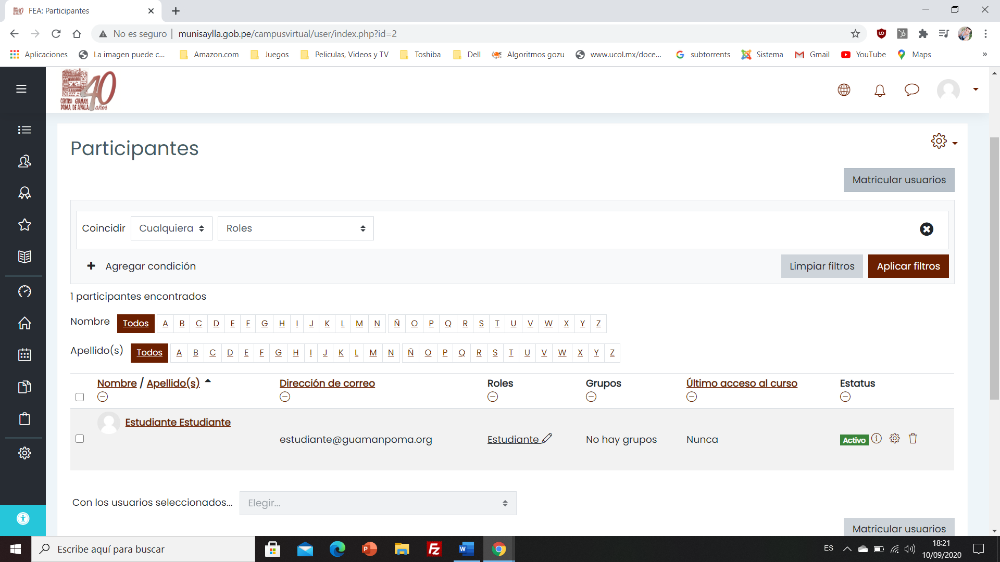 FEA: Participantes
No es seguro | munisaylla.gob.pe/campusvirtual/user/index.php?id=2
Aplicaciones La imagen puede c... Amazon.com Juegos Peliculas, Videos y TV Toshiba Dell Algoritmos gozu www.ucol.mx/doce... subtorrents Sistema Gmail YouTube Maps »
40
CENTRO GUAMAN
POMA DE AYALA años
Participantes
Matricular usuarios
Coincidir Cualquiera Roles
Agregar condición Limpiar filtros Aplicar filtros
1 participantes encontrados
Nombre Todos A B C D E F G H I J K L M N Ñ O P Q R S T U V W X Y Z
Apellido(s) Todos A B C D E F G H I J K L M N Ñ O P Q R S T U V W X Y Z
Nombre / Apellido(s) Dirección de correo Roles Grupos Último acceso al curso Estatus
Estudiante Estudiante
estudiante@guamanpoma.org Estudiante No hay grupos Nunca Activo
Con los usuarios seleccionados... Elegir...
Matricular usuarios
Escribe aquí para buscar
ES
18:21
10/09/2020